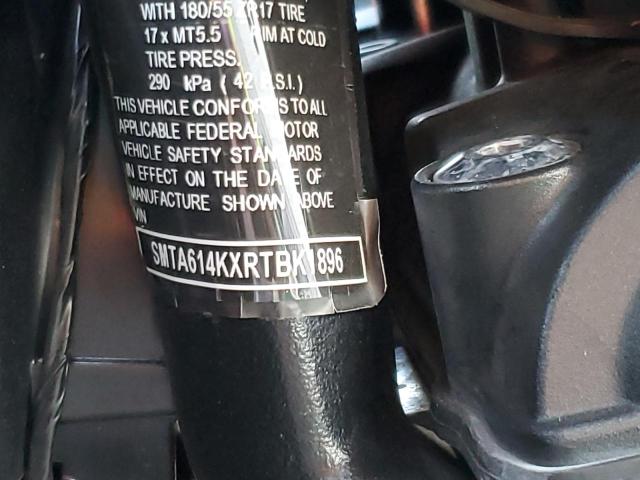 WITH 180/55 ZR17 TIRE
17 x MT5.5 RIM AT COLD
TIRE PRESS.
290 kPa ( 42 P.S.I.)
THIS VEHICLE CONFORMS TO ALL
APPLICABLE FEDERAL MOTOR
VEHICLE SAFETY STANDARDS
IN EFFECT ON THE DATE OF
MANUFACTURE SHOWN ABOVE
VIN
SMTA614KXRTBK1896